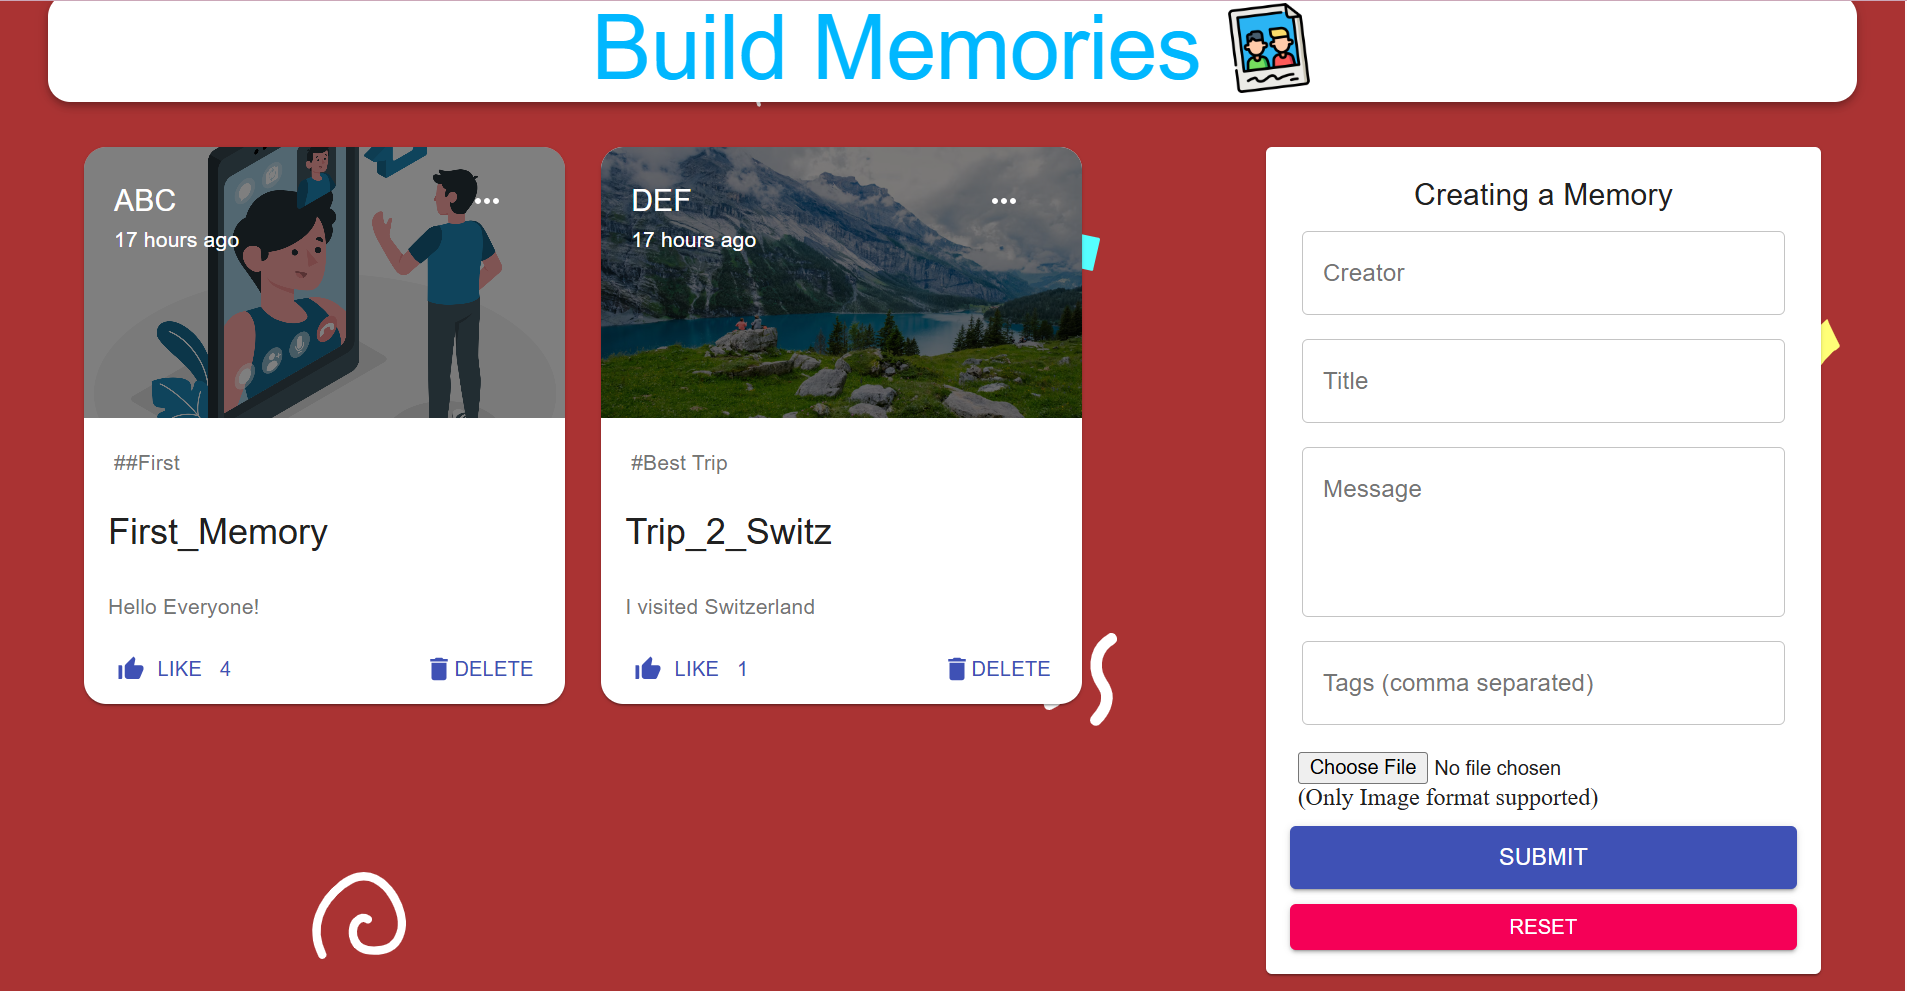 Build Memories
ABC
17 hours ago
##First
First_Memory
Hello Everyone!
LIKE 4
DELETE
DEF
17 hours ago
#Best Trip
Trip_2_Switz
I visited Switzerland
LIKE 1
DELETE
Creating a Memory
Creator
Title
Message
Tags (comma separated)
Choose File No file chosen
(Only Image format supported)
SUBMIT
RESET